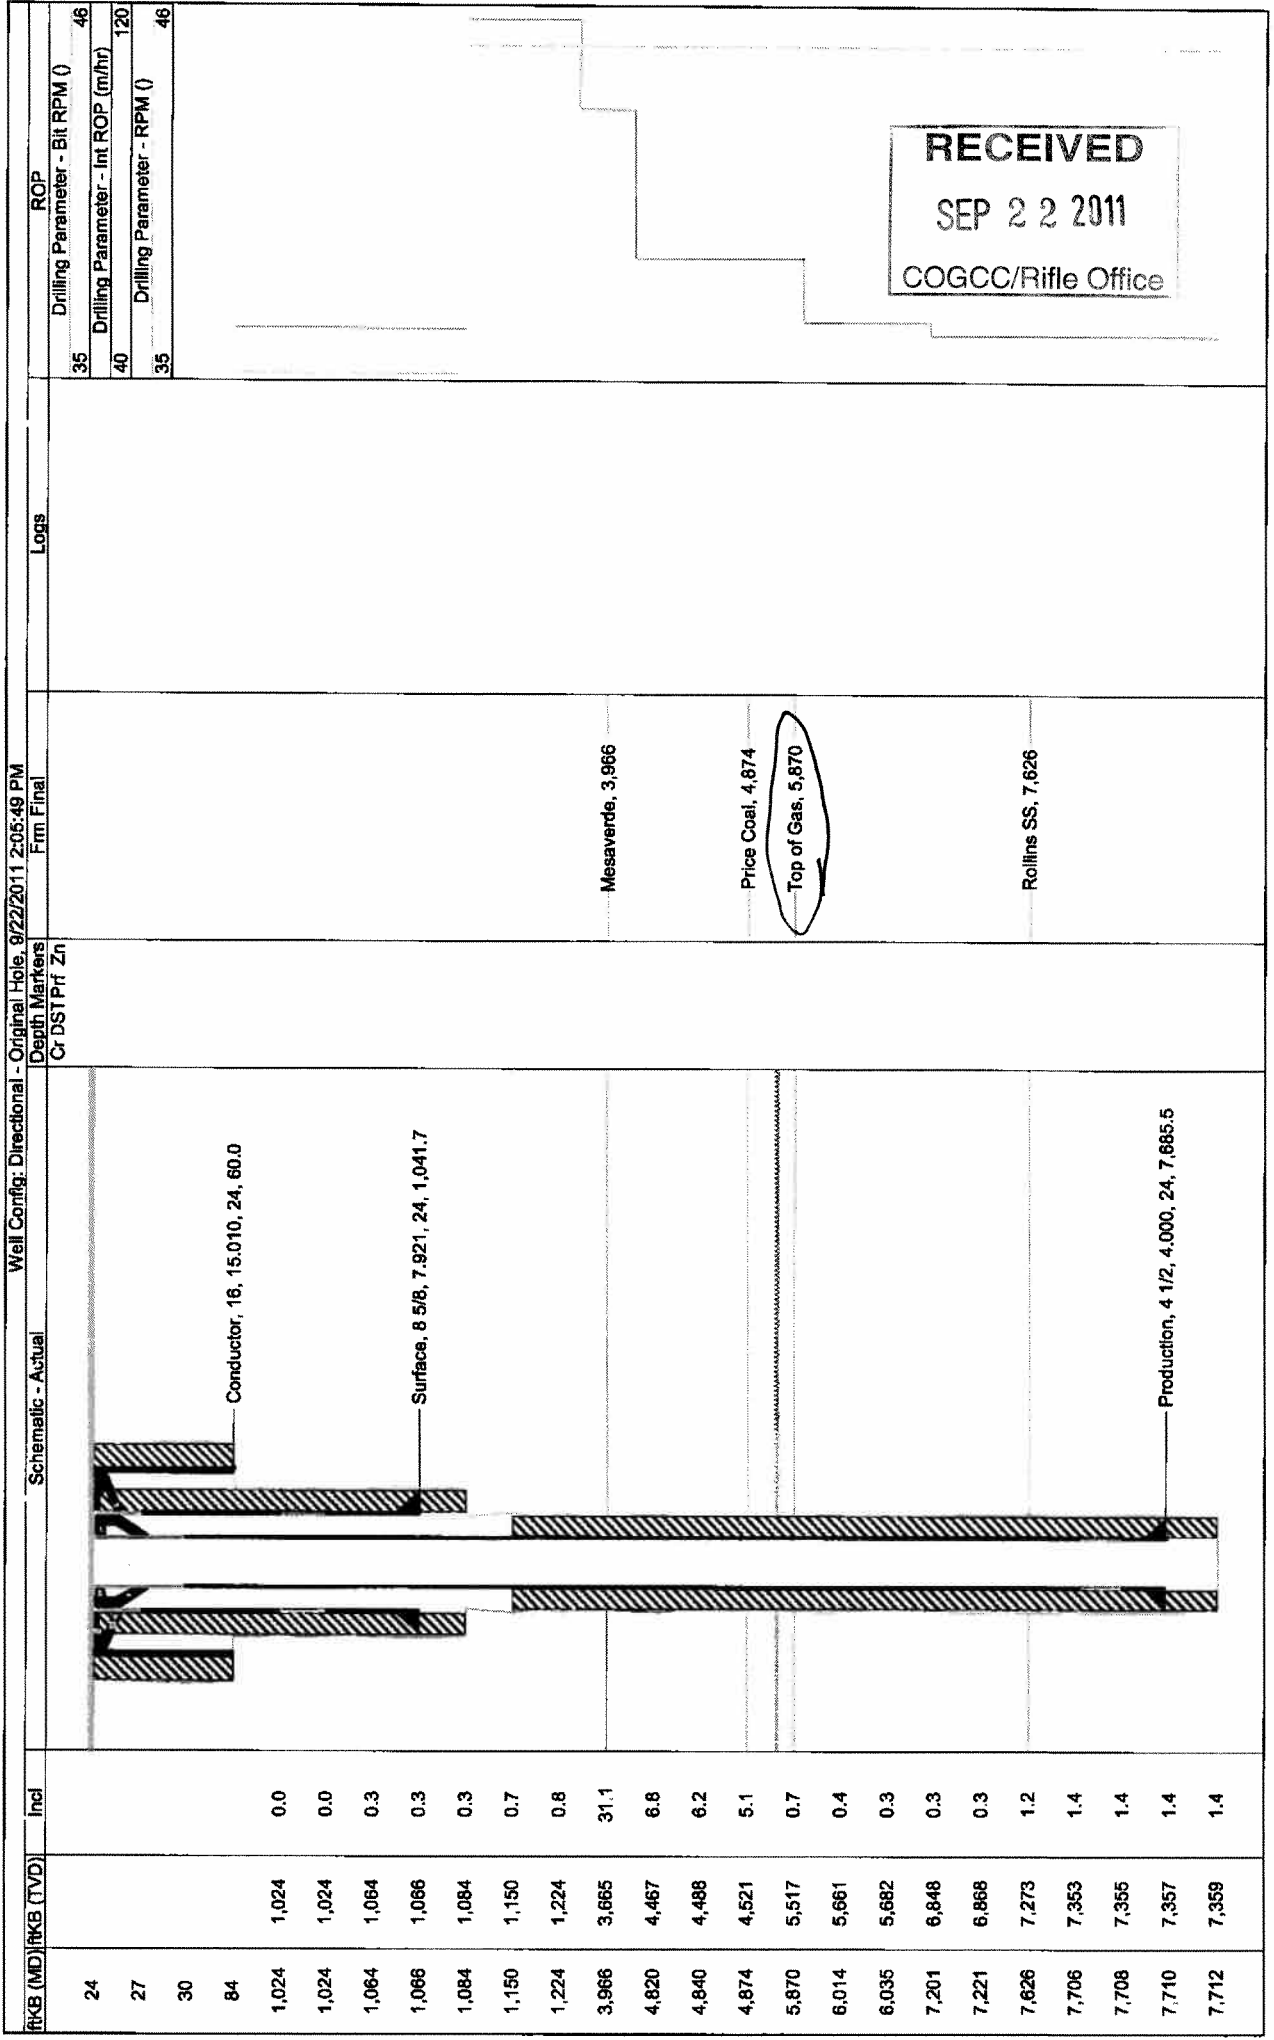 Well Config: Directional - Original Hole, 9/22/2011 2:05:49 PM
ftKB (MD) ftKB (TVD) Incl Schematic - Actual Depth Markers Frm Final Logs ROP
Cr DST Prf Zn
Drilling Parameter - Bit RPM ()
35 46
Drilling Parameter - Int ROP (m/hr)
40 120
Drilling Parameter - RPM ()
35 46
24
27
30
84
Conductor, 16, 15.010, 24, 60.0
1,024 1,024 0.0
1,024 1,024 0.0
1,064 1,064 0.3
1,066 1,066 0.3
Surface, 8 5/8, 7.921, 24, 1,041.7
1,084 1,084 0.3
1,150 1,150 0.7
1,224 1,224 0.8
3,966 3,665 31.1
Mesaverde, 3,966
4,820 4,467 6.8
4,840 4,488 6.2
4,874 4,521 5.1
Price Coal, 4,874
5,870 5,517 0.7
Top of Gas, 5,870
6,014 5,661 0.4
6,035 5,682 0.3
7,201 6,848 0.3
7,221 6,868 0.3
7,626 7,273 1.2
Rollins SS, 7,626
7,706 7,353 1.4
7,708 7,355 1.4
7,710 7,357 1.4
Production, 4 1/2, 4.000, 24, 7,685.5
7,712 7,359 1.4
RECEIVED
SEP 22 2011
COGCC/Rifle Office